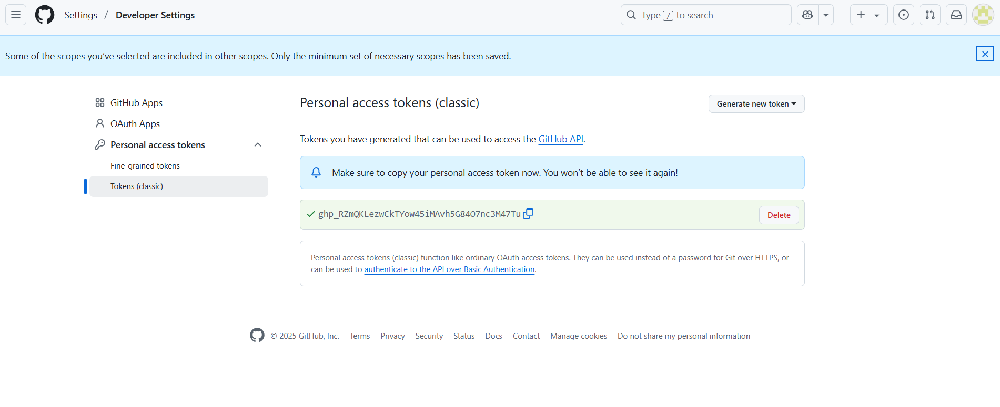 Settings / Developer Settings
Type / to search
Some of the scopes you’ve selected are included in other scopes. Only the minimum set of necessary scopes has been saved.
GitHub Apps
OAuth Apps
Personal access tokens
Fine-grained tokens
Tokens (classic)
Personal access tokens (classic)
Generate new token
Tokens you have generated that can be used to access the GitHub API.
Make sure to copy your personal access token now. You won’t be able to see it again!
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
Delete
Personal access tokens (classic) function like ordinary OAuth access tokens. They can be used instead of a password for Git over HTTPS, or
can be used to authenticate to the API over Basic Authentication.
© 2025 GitHub, Inc. Terms Privacy Security Status Docs Contact Manage cookies Do not share my personal information